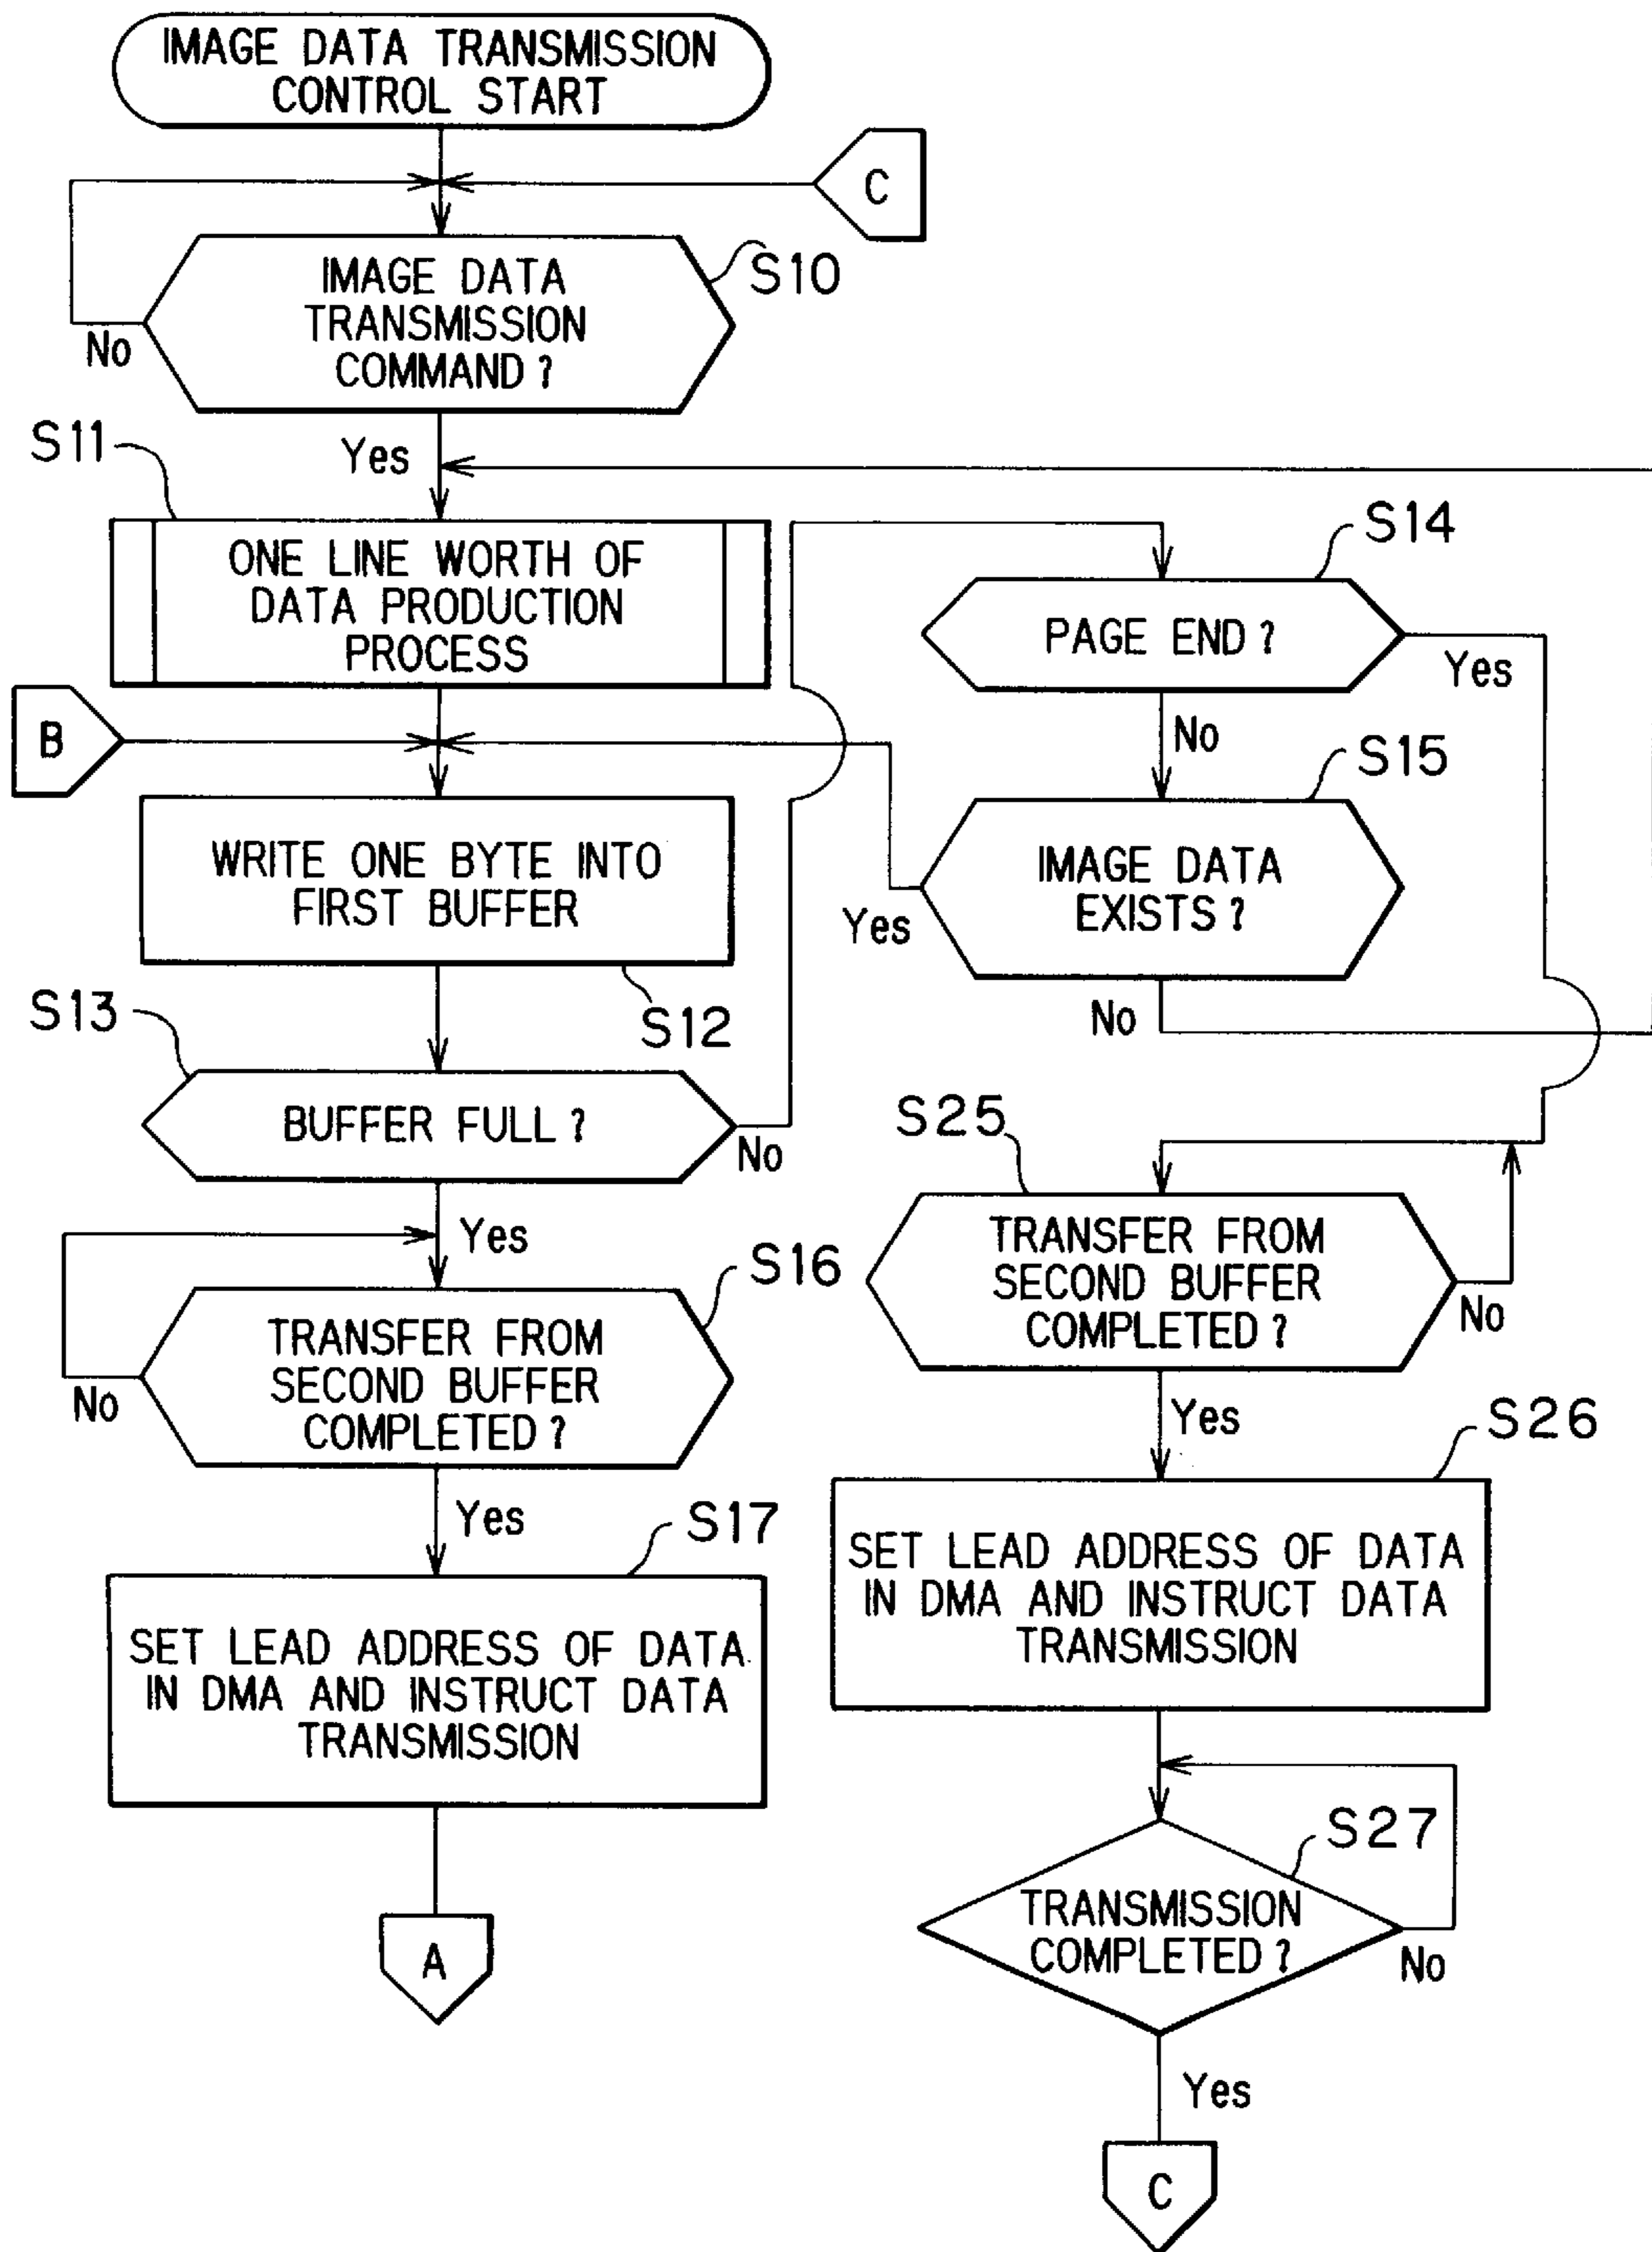 IMAGE DATA TRANSMISSION
CONTROL START
C
IMAGE DATA
TRANSMISSION
COMMAND?
S10
No
Yes
S11
ONE LINE WORTH OF
DATA PRODUCTION
PROCESS
B
WRITE ONE BYTE INTO
FIRST BUFFER
S12
S13
BUFFER FULL?
No
Yes
S14
PAGE END?
Yes
No
S15
IMAGE DATA
EXISTS?
Yes
No
S16
TRANSFER FROM
SECOND BUFFER
COMPLETED?
No
Yes
S17
SET LEAD ADDRESS OF DATA
IN DMA AND INSTRUCT DATA
TRANSMISSION
A
S25
TRANSFER FROM
SECOND BUFFER
COMPLETED?
No
Yes
S26
SET LEAD ADDRESS OF DATA
IN DMA AND INSTRUCT DATA
TRANSMISSION
S27
TRANSMISSION
COMPLETED?
No
Yes
C